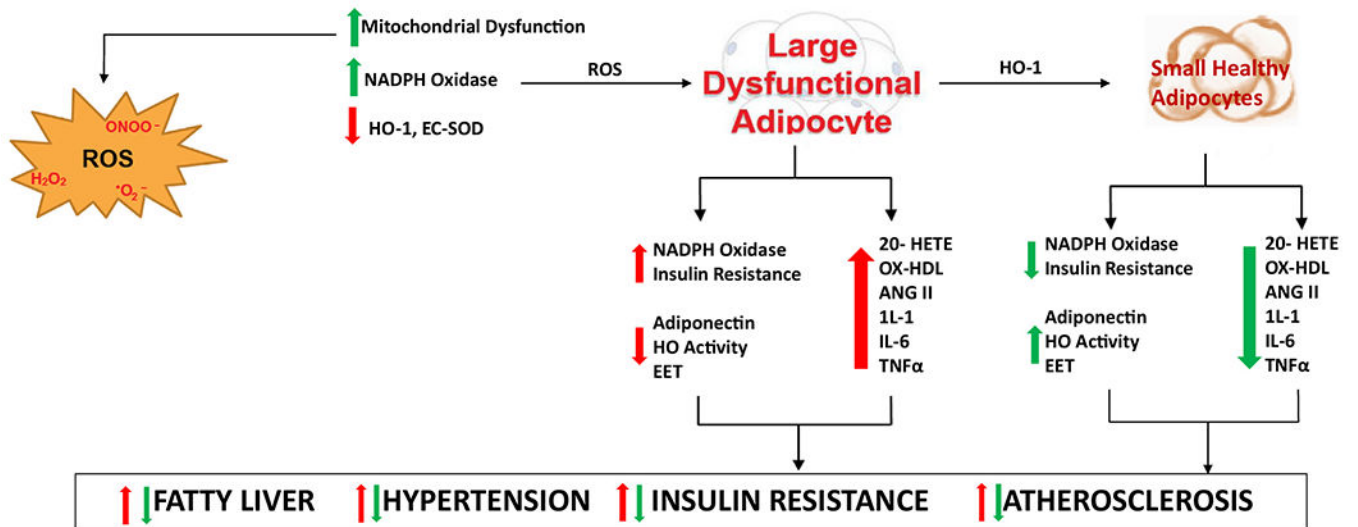 Mitochondrial Dysfunction
NADPH Oxidase
HO-1, EC-SOD
ONOO⁻
ROS
H₂O₂
•O₂⁻
ROS
Large
Dysfunctional
Adipocyte
HO-1
Small Healthy
Adipocytes
NADPH Oxidase
Insulin Resistance
Adiponectin
HO Activity
EET
20- HETE
OX-HDL
ANG II
1L-1
IL-6
TNFα
NADPH Oxidase
Insulin Resistance
Adiponectin
HO Activity
EET
20- HETE
OX-HDL
ANG II
1L-1
IL-6
TNFα
FATTY LIVER HYPERTENSION INSULIN RESISTANCE ATHEROSCLEROSIS